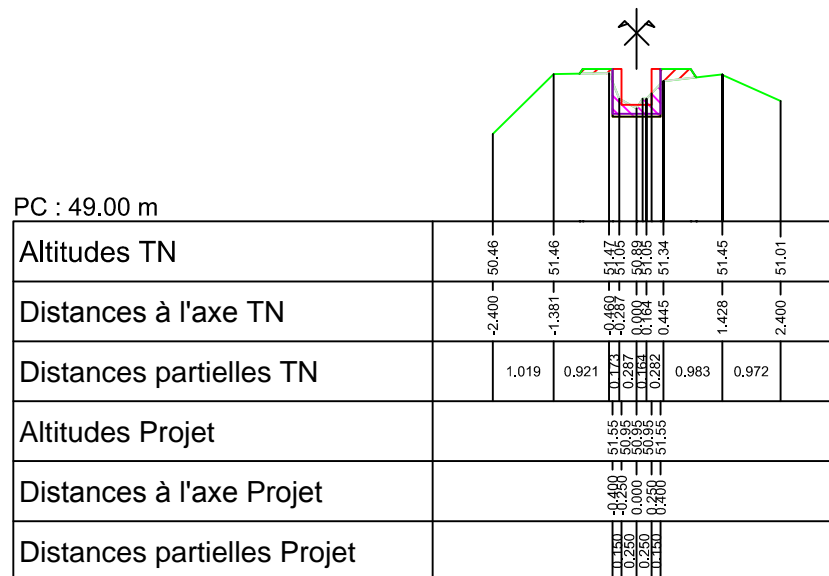 PC : 49.00 m
Altitudes TN 50.46 51.46 51.47 51.05 50.89 51.05 51.34 51.45 51.01
Distances à l'axe TN -2.400 -1.381 -0.460 -0.287 0.000 0.164 0.445 1.428 2.400
Distances partielles TN 1.019 0.921 0.173 0.287 0.164 0.282 0.983 0.972
Altitudes Projet 51.55 50.95 50.95 50.95 51.55
Distances à l'axe Projet -0.400 -0.250 0.000 0.250 0.400
Distances partielles Projet 0.150 0.250 0.250 0.150